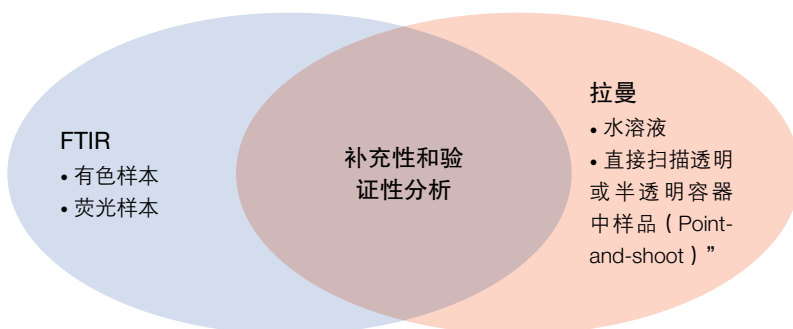 FTIR
• 有色样本
• 荧光样本
补充性和验
证性分析
拉曼
• 水溶液
• 直接扫描透明
或半透明容器
中样品（Point-
and-shoot）”